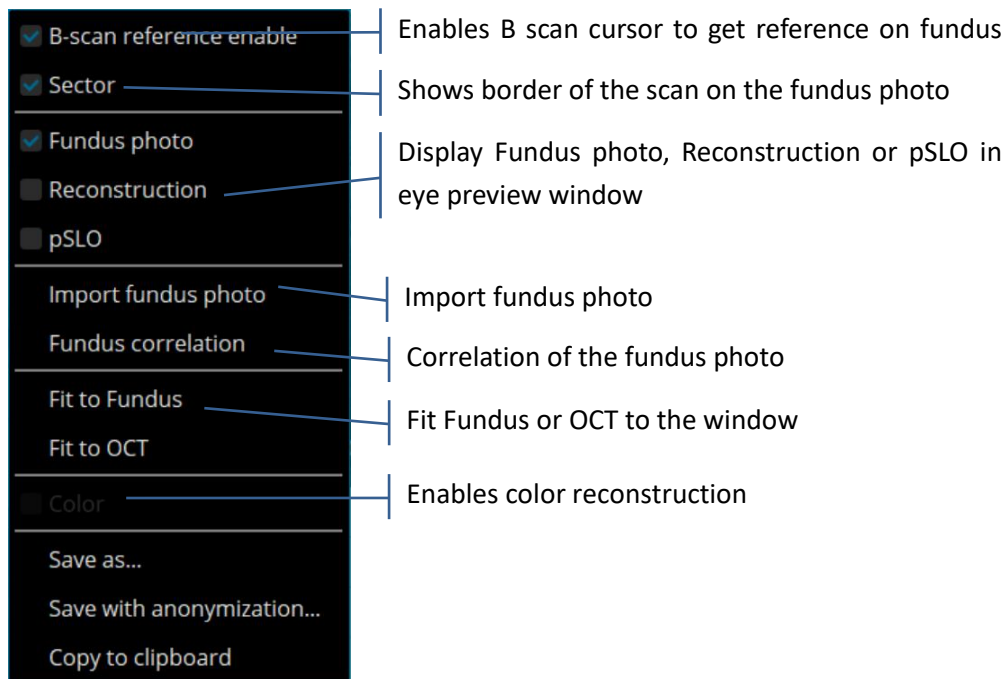 B-scan reference enable
Enables B scan cursor to get reference on fundus
Sector
Shows border of the scan on the fundus photo
Fundus photo
Reconstruction
pSLO
Display Fundus photo, Reconstruction or pSLO in
eye preview window
Import fundus photo
Import fundus photo
Fundus correlation
Correlation of the fundus photo
Fit to Fundus
Fit to OCT
Fit Fundus or OCT to the window
Color
Enables color reconstruction
Save as...
Save with anonymization...
Copy to clipboard